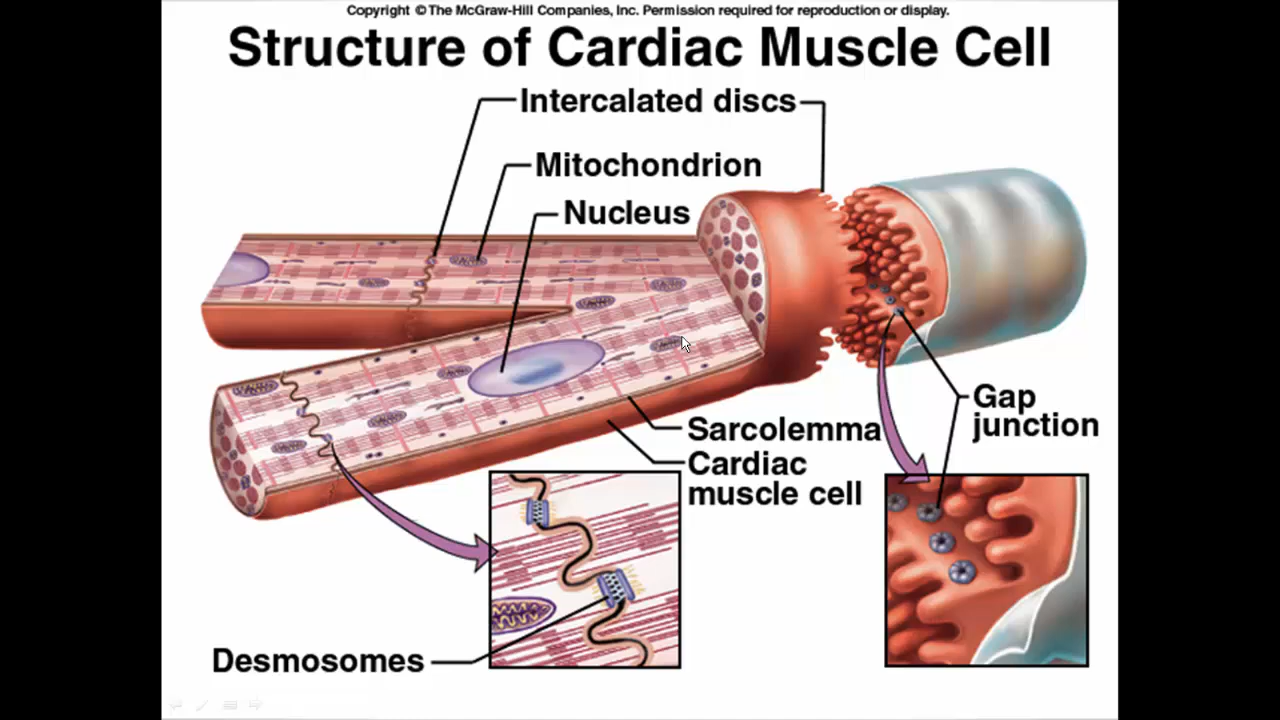 Copyright © The McGraw-Hill Companies, Inc. Permission required for reproduction or display.
Structure of Cardiac Muscle Cell
Intercalated discs
Mitochondrion
Nucleus
Gap
junction
Sarcolemma
Cardiac
muscle cell
Desmosomes